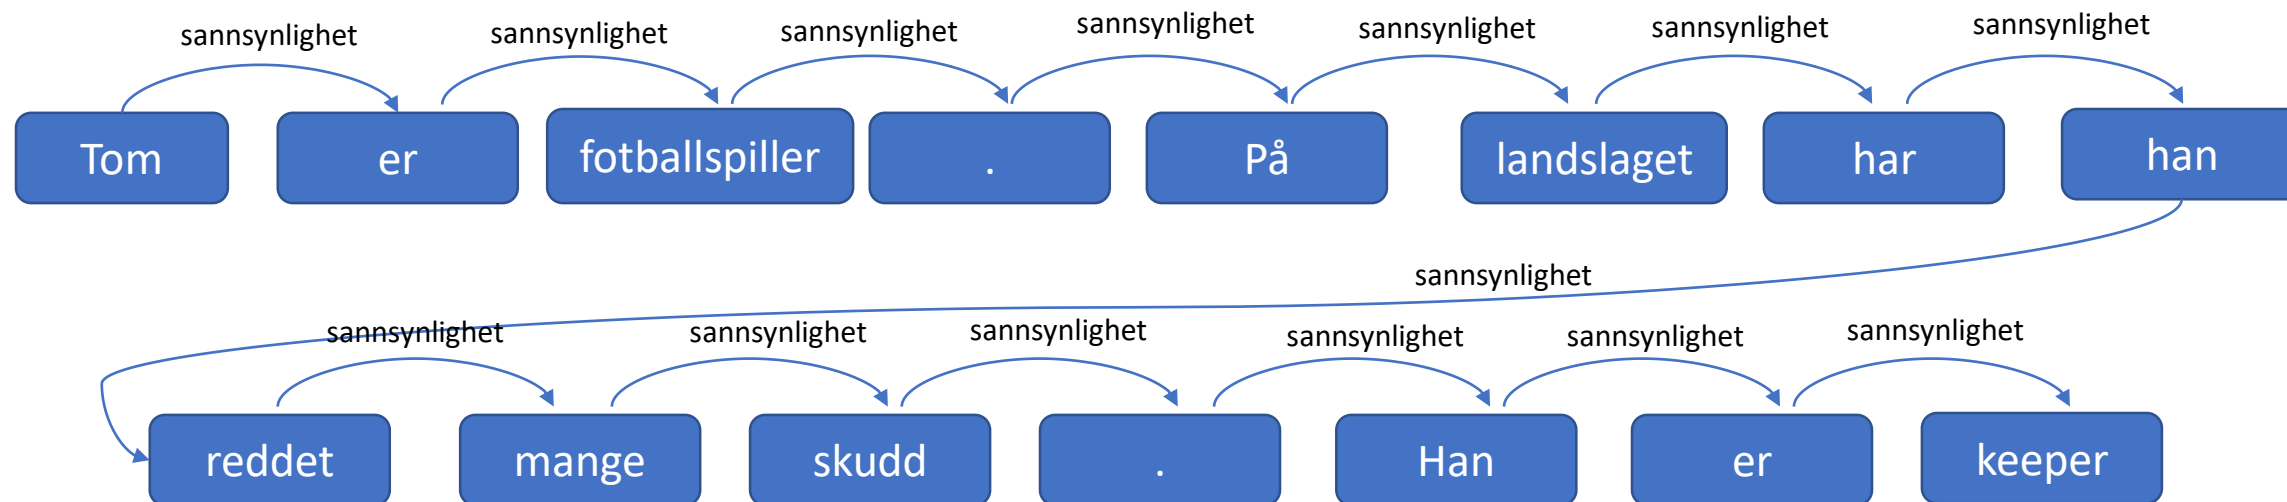 sannsynlighet sannsynlighet sannsynlighet sannsynlighet sannsynlighet sannsynlighet sannsynlighet
Tom er fotballspiller . På landslaget har han
sannsynlighet
sannsynlighet sannsynlighet sannsynlighet sannsynlighet sannsynlighet sannsynlighet
reddet mange skudd . Han er keeper